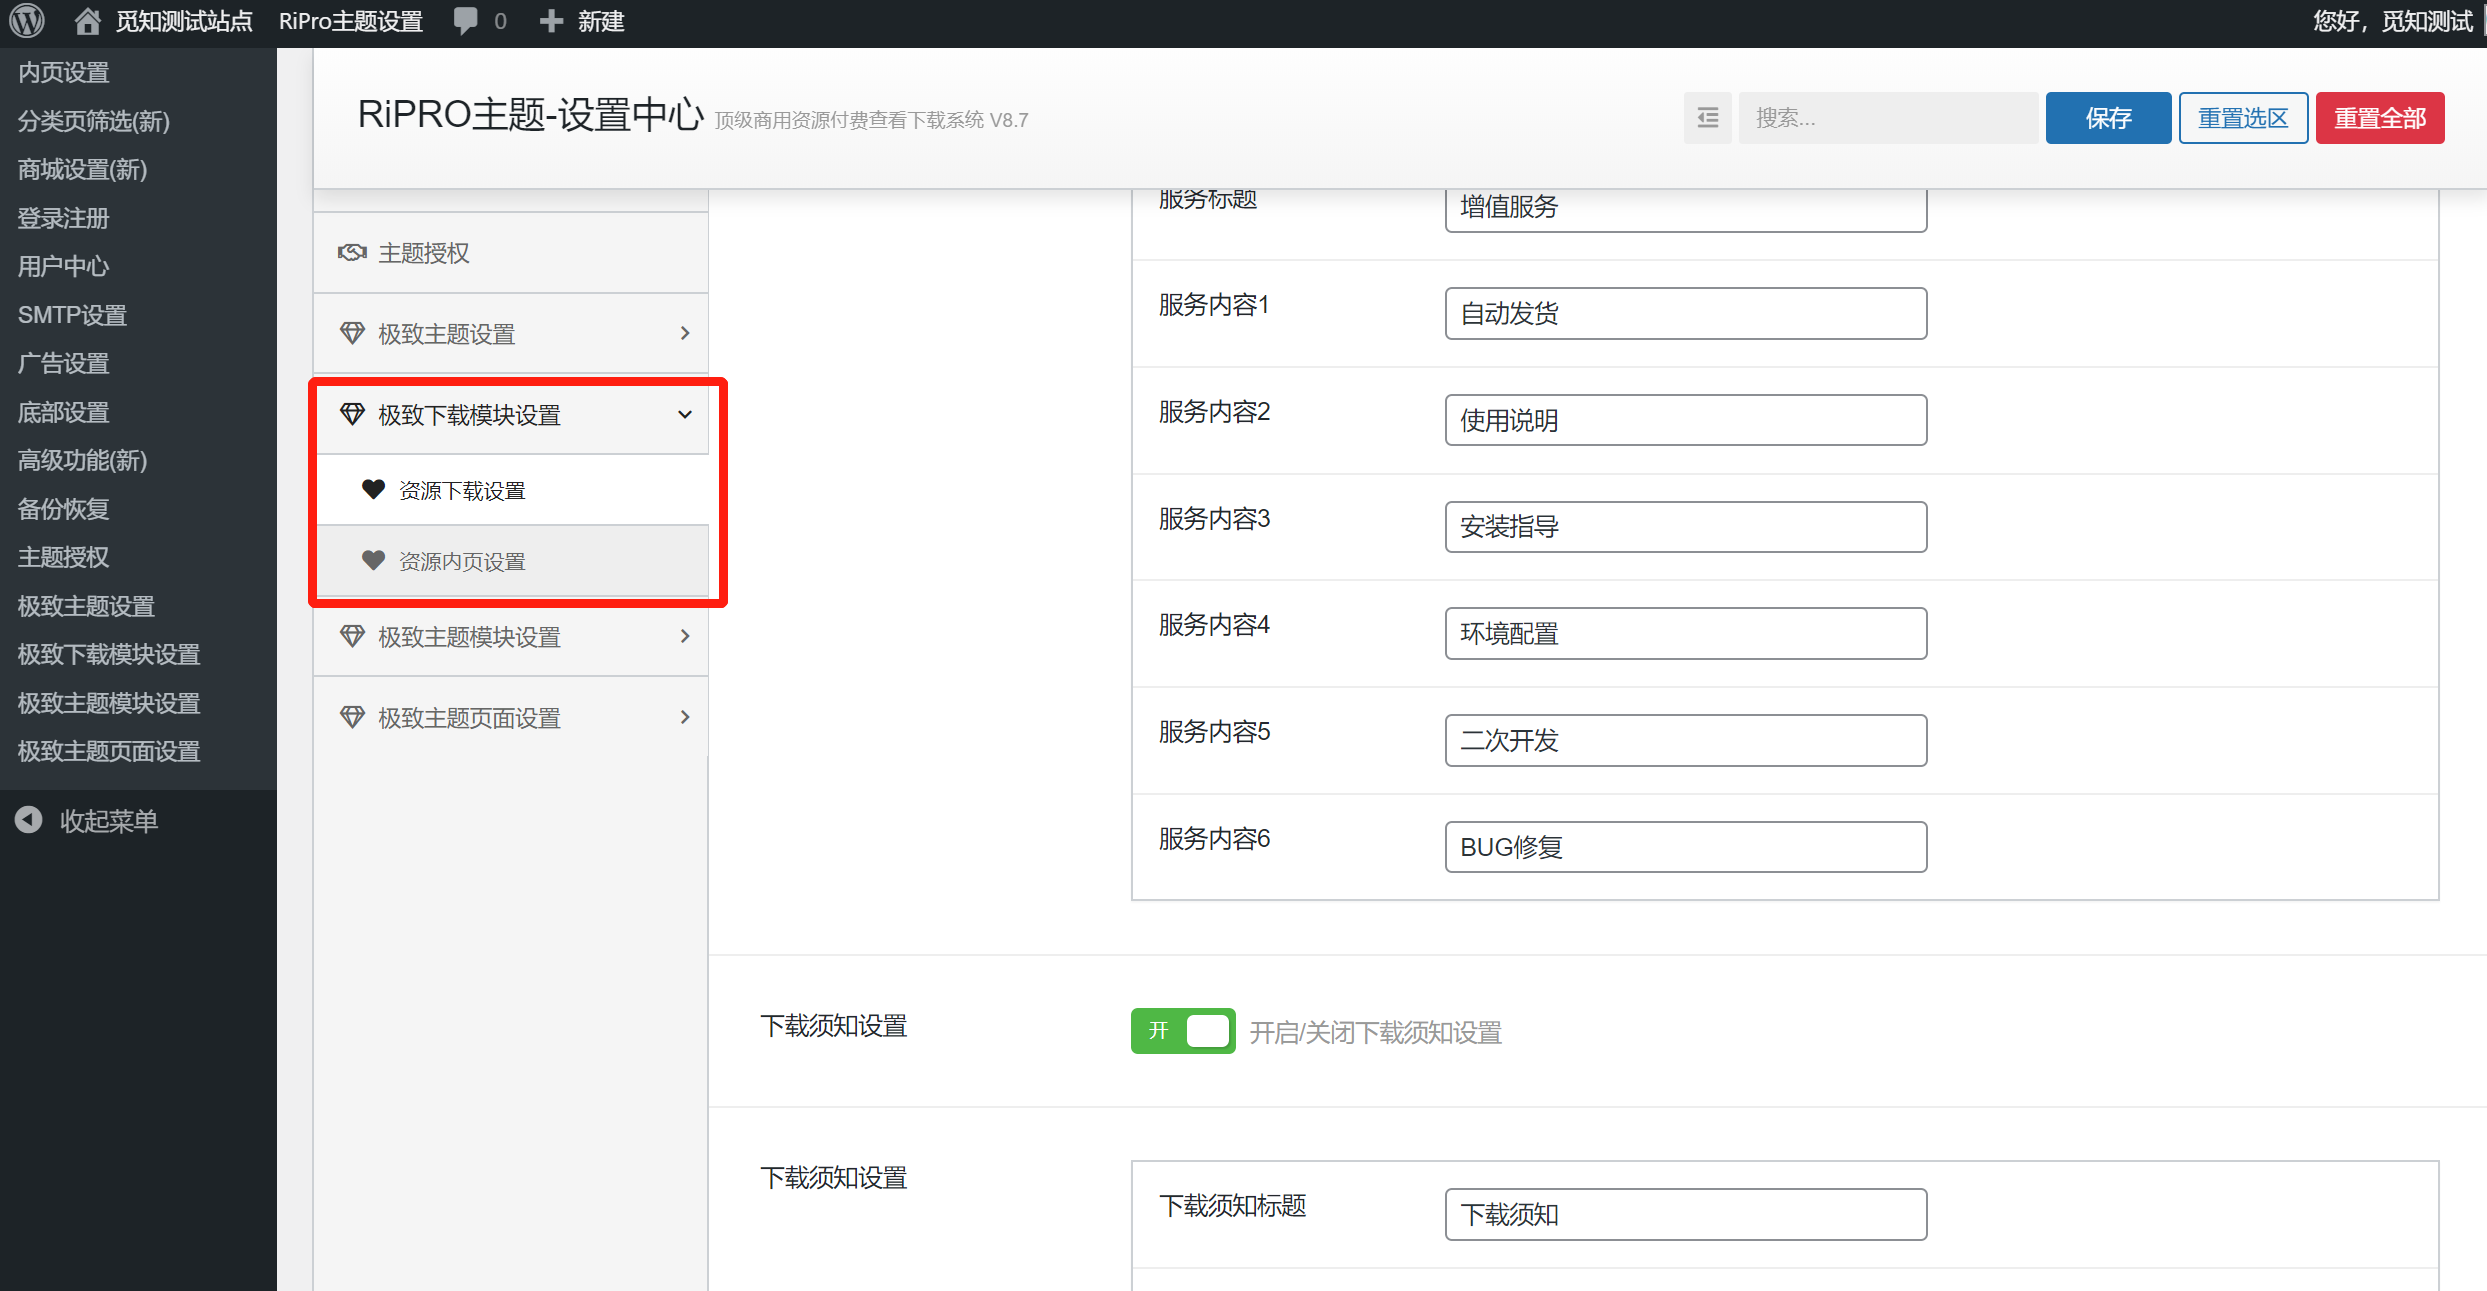 觅知测试站点 RiPro主题设置 0 新建 您好，觅知测试
内页设置
分类页筛选(新)
商城设置(新)
登录注册
用户中心
SMTP设置
广告设置
底部设置
高级功能(新)
备份恢复
主题授权
极致主题设置
极致下载模块设置
极致主题模块设置
极致主题页面设置
收起菜单
RiPRO主题-设置中心 顶级商用资源付费查看下载系统 V8.7
搜索... 保存 重置选区 重置全部
主题授权
极致主题设置
极致下载模块设置
资源下载设置
资源内页设置
极致主题模块设置
极致主题页面设置
服务标题 增值服务
服务内容1 自动发货
服务内容2 使用说明
服务内容3 安装指导
服务内容4 环境配置
服务内容5 二次开发
服务内容6 BUG修复
下载须知设置 开 开启/关闭下载须知设置
下载须知设置
下载须知标题 下载须知